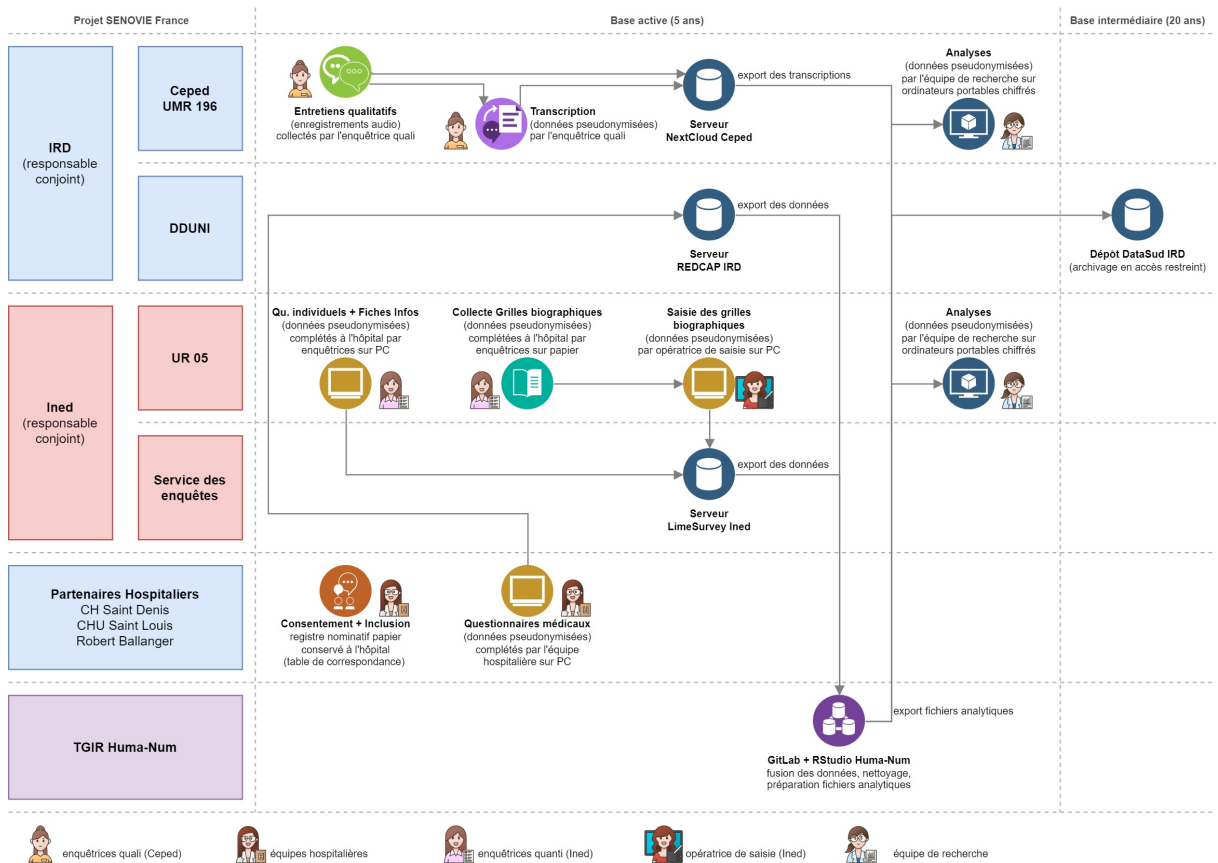 Projet SENOVIE France
Base active (5 ans)
Base intermédiaire (20 ans)
IRD
(responsable
conjoint)
Ceped
UMR 196
Entretiens qualitatifs
(enregistrements audio)
collectés par l'enquêtrice quali
Transcription
(données pseudonymisées)
par l'enquêtrice quali
Serveur
NextCloud Ceped
export des transcriptions
Analyses
(données pseudonymisées)
par l'équipe de recherche sur
ordinateurs portables chiffrés
DDUNI
Serveur
REDCAP IRD
export des données
Dépôt DataSud IRD
(archivage en accès restreint)
Ined
(responsable
conjoint)
UR 05
Qu. individuels + Fiches Infos
(données pseudonymisées)
complétés à l'hôpital par
enquêtrices sur PC
Collecte Grilles biographiques
(données pseudonymisées)
complétées à l'hôpital par
enquêtrices sur papier
Saisie des grilles
biographiques
(données pseudonymisées)
par opératrice de saisie sur PC
Analyses
(données pseudonymisées)
par l'équipe de recherche sur
ordinateurs portables chiffrés
Service des
enquêtes
Serveur
LimeSurvey Ined
export des données
Partenaires Hospitaliers
CH Saint Denis
CHU Saint Louis
Robert Ballanger
Consentement + Inclusion
registre nominatif papier
conservé à l'hôpital
(table de correspondance)
Questionnaires médicaux
(données pseudonymisées)
complétés par l'équipe
hospitalière sur PC
TGIR Huma-Num
export fichiers analytiques
GitLab + RStudio Huma-Num
fusion des données, nettoyage,
préparation fichiers analytiques
enquêtrices quali (Ceped)
équipes hospitalières
enquêtrices quanti (Ined)
opératrice de saisie (Ined)
équipe de recherche